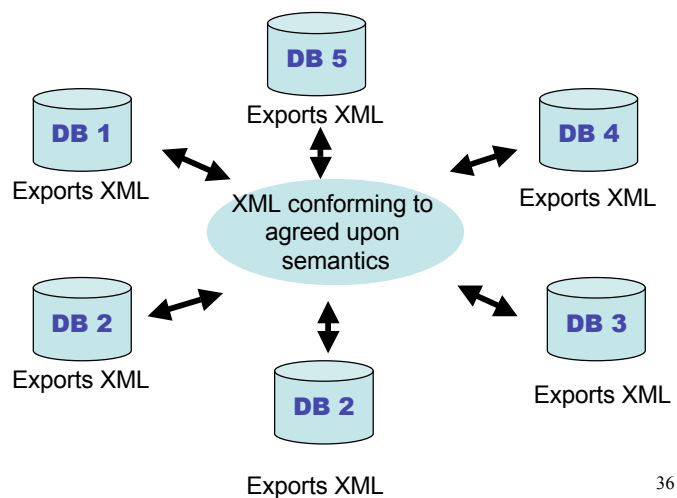 DB 5
Exports XML
DB 1
Exports XML
DB 4
Exports XML
XML conforming to
agreed upon
semantics
DB 2
Exports XML
DB 3
Exports XML
DB 2
Exports XML
36